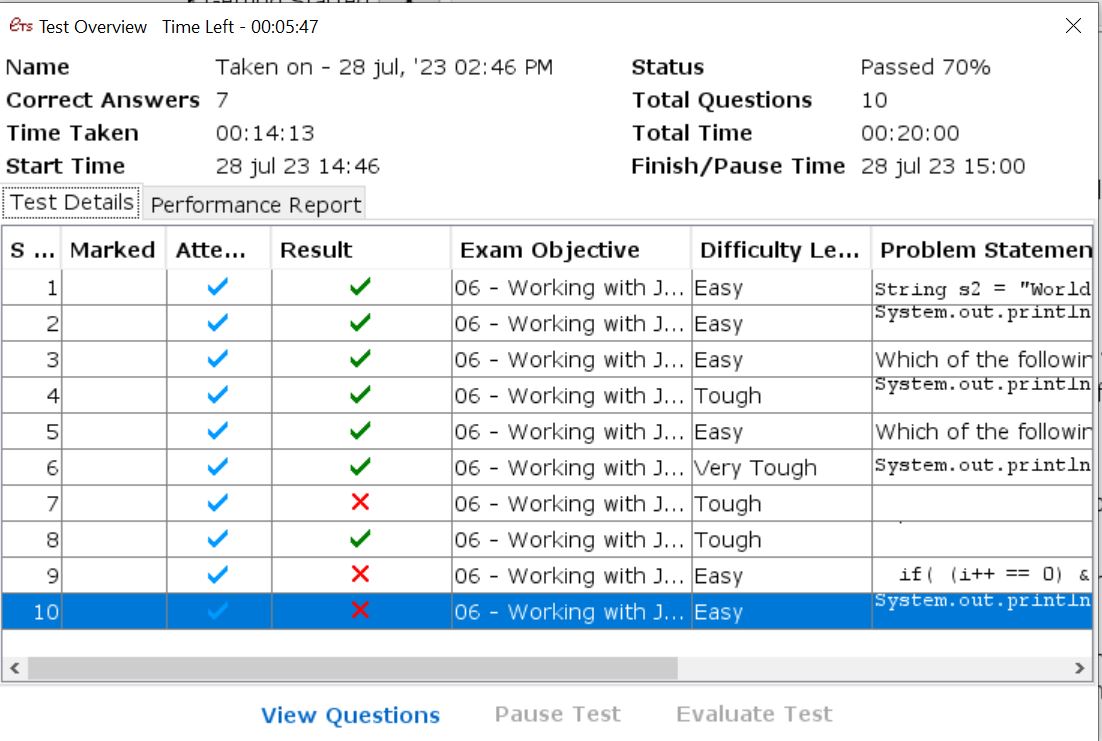 ETS Test Overview Time Left - 00:05:47
Name Taken on - 28 jul, '23 02:46 PM Status Passed 70%
Correct Answers 7 Total Questions 10
Time Taken 00:14:13 Total Time 00:20:00
Start Time 28 jul 23 14:46 Finish/Pause Time 28 jul 23 15:00
Test Details Performance Report
S ... Marked Atte... Result Exam Objective Difficulty Le... Problem Statemen
1 06 - Working with J... Easy String s2 = "World
2 06 - Working with J... Easy System.out.println
3 06 - Working with J... Easy Which of the followin
4 06 - Working with J... Tough System.out.println
5 06 - Working with J... Easy Which of the followin
6 06 - Working with J... Very Tough System.out.println
7 06 - Working with J... Tough
8 06 - Working with J... Tough
9 06 - Working with J... Easy if( (i++ == 0) &
10 06 - Working with J... Easy System.out.println
View Questions Pause Test Evaluate Test